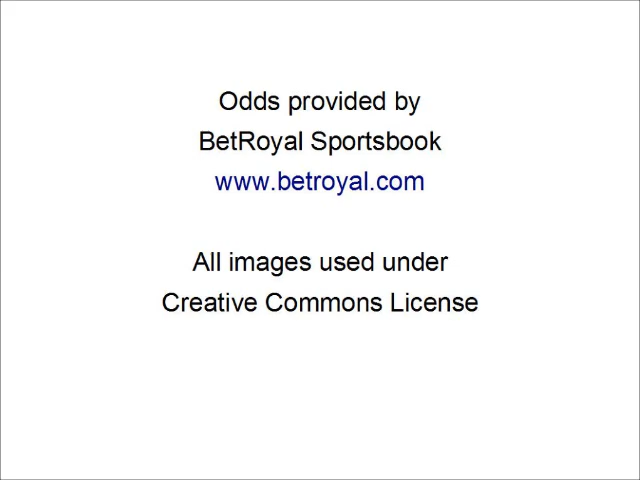 Odds provided by
BetRoyal Sportsbook
www.betroyal.com
All images used under
Creative Commons License